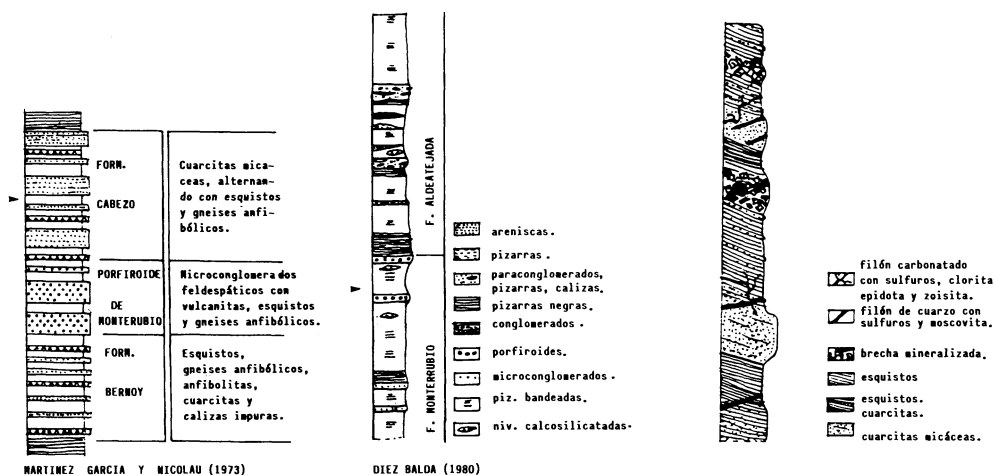 FORM.
CABEZO
Cuarcitas mica-
ceas, alternan-
do con esquistos
y gneises anfi-
bólicos.
PORFIROIDE
DE
MONTERUBIO
Microconglomerados
feldespáticos con
vulcanitas, esquistos
y gneises anfibólicos.
FORM.
BERMOY
Esquistos,
gneises anfibólicos,
anfibolitas,
cuarcitas y
calizas impuras.
MARTINEZ GARCIA Y NICOLAU (1973)
F. ALDEATEJADA
F. MONTERRUBIO
DIEZ BALDA (1980)
areniscas.
pizarras.
paraconglomerados,
pizarras, calizas.
pizarras negras.
conglomerados.
porfiroides.
microconglomerados.
piz. bandeadas.
niv. calcosilicatadas.
filón carbonatado
con sulfuros, clorita
epidota y zoisita.
filón de cuarzo con
sulfuros y moscovita.
brecha mineralizada.
esquistos
esquistos.
cuarcitas.
cuarcitas micáceas.